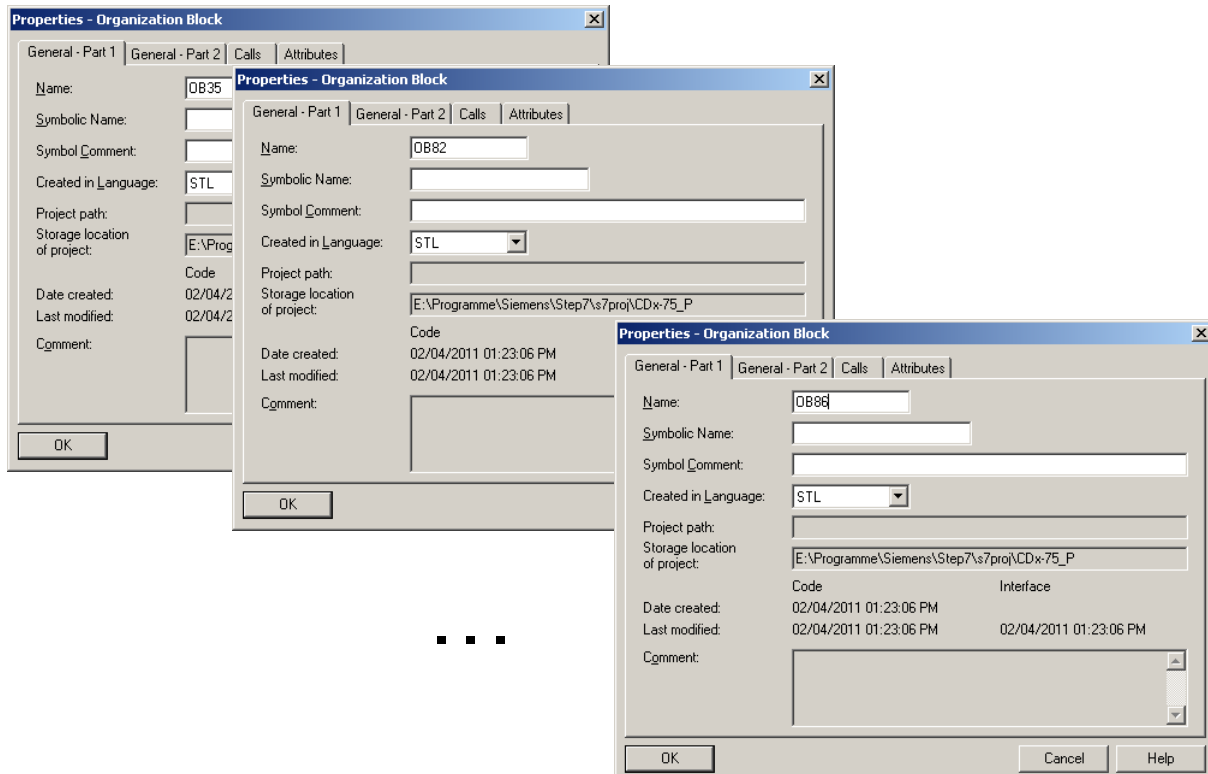 Properties - Organization Block
General - Part 1 General - Part 2 Calls Attributes
Name: OB35
Symbolic Name:
Symbol Comment:
Created in Language: STL
Project path:
Storage location
of project: E:\Prog
Code
Date created: 02/04/2
Last modified: 02/04/2
Comment:
OK
Properties - Organization Block
General - Part 1 General - Part 2 Calls Attributes
Name: OB82
Symbolic Name:
Symbol Comment:
Created in Language: STL
Project path:
Storage location
of project: E:\Programme\Siemens\Step7\s7proj\CDx-75_P
Code
Date created: 02/04/2011 01:23:06 PM
Last modified: 02/04/2011 01:23:06 PM
Comment:
OK
. . .
Properties - Organization Block
General - Part 1 General - Part 2 Calls Attributes
Name: OB86
Symbolic Name:
Symbol Comment:
Created in Language: STL
Project path:
Storage location
of project: E:\Programme\Siemens\Step7\s7proj\CDx-75_P
Code Interface
Date created: 02/04/2011 01:23:06 PM
Last modified: 02/04/2011 01:23:06 PM 02/04/2011 01:23:06 PM
Comment:
OK Cancel Help